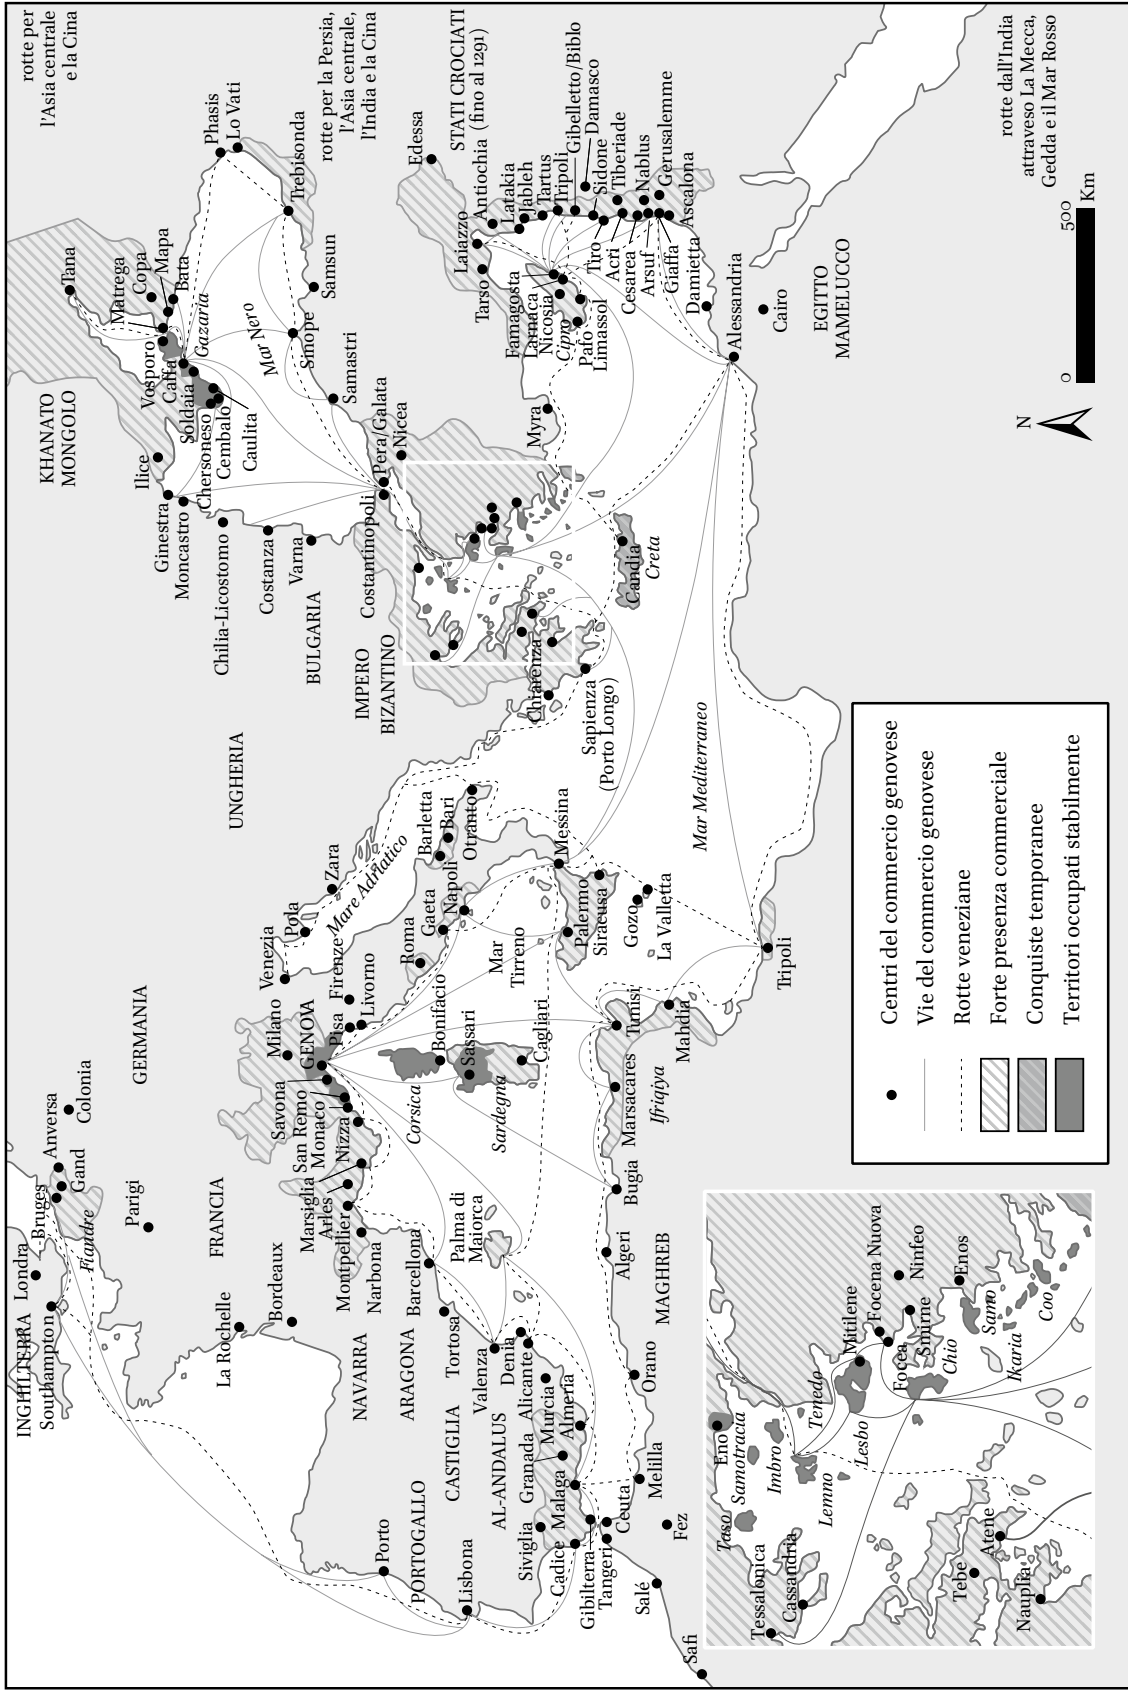 rotte per
l'Asia centrale
e la Cina
rotte per la Persia,
l'Asia centrale,
l'India e la Cina
STATI CROCIATI
(fino al 1291)
rotte dall'India
attraveso La Mecca,
Gedda e il Mar Rosso
INGHILTERRA
Londra
Southampton
Bruges
Anversa
Gand
Fiandre
Colonia
Parigi
GERMANIA
FRANCIA
La Rochelle
Bordeaux
UNGHERIA
KHANATO
MONGOLO
Tana
Matrega
Copa
Mapa
Bata
Vosporo
Caffa
Gazaria
Soldaia
Chersoneso
Cembalo
Caulita
Ilice
Ginestra
Moncastro
Chilia-Licostomo
Costanza
Varna
BULGARIA
Mar Nero
Phasis
Lo Vati
Trebisonda
Samsun
Sinope
Samastri
Pera/Galata
Nicea
Costantinopoli
IMPERO
BIZANTINO
Milano
GENOVA
Savona
San Remo
Monaco
Nizza
Marsiglia
Arles
Montpellier
Narbona
Venezia
Pola
Zara
Firenze
Pisa
Livorno
Mare Adriatico
Roma
Gaeta
Napoli
Barletta
Bari
Otranto
Corsica
Bonifacio
Sassari
Sardegna
Cagliari
Mar
Tirreno
Messina
Palermo
Siracusa
Gozo
La Valletta
NAVARRA
ARAGONA
CASTIGLIA
PORTOGALLO
AL-ANDALUS
Barcellona
Tortosa
Palma di
Maiorca
Valenza
Denia
Alicante
Murcia
Almería
Granada
Malaga
Siviglia
Cadice
Gibilterra
Tangeri
Ceuta
Porto
Lisbona
Melilla
Fez
Salé
Safi
Orano
Algeri
MAGHREB
Bugia
Marsacares
Ifriqiya
Tunisi
Mahdia
Tripoli
Mar Mediterraneo
Chiarenza
Sapienza
(Porto Longo)
Candia
Creta
Myra
Edessa
Laiazzo
Tarso
Antiochia
Latakia
Jableh
Tartus
Tripoli
Gibelletto/Biblo
Damasco
Sidone
Tiberiade
Nablus
Gerusalemme
Ascalona
Tiro
Acri
Cesarea
Arsuf
Giaffa
Damietta
Famagosta
Larnaca
Nicosia
Cipro
Pafo
Limassol
Alessandria
Cairo
EGITTO
MAMELUCCO
N
0
500
Km
Centri del commercio genovese
Vie del commercio genovese
Rotte veneziane
Forte presenza commerciale
Conquiste temporanee
Territori occupati stabilmente
Tessalonica
Cassandria
Taso
Samotracia
Eno
Imbro
Tenedo
Lemno
Lesbo
Mitilene
Focena Nuova
Ninfeo
Focea
Smirne
Chio
Enos
Samo
Ikaria
Coo
Tebe
Atene
Nauplia